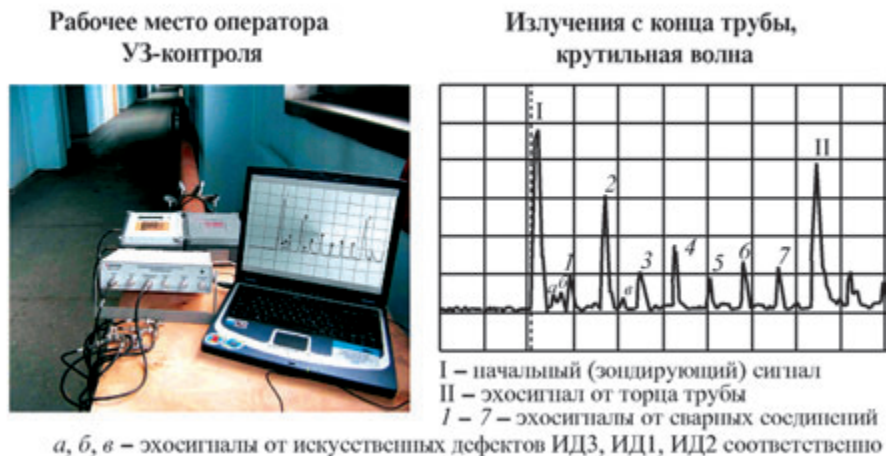 Рабочее место оператора
УЗ-контроля
Излучения с конца трубы,
крутильная волна
I
II
2
1
3
4
5
6
7
а
б
в
I – начальный (зондирующий) сигнал
II – эхосигнал от торца трубы
1 – 7 – эхосигналы от сварных соединений
а, б, в – эхосигналы от искусственных дефектов ИД3, ИД1, ИД2 соответственно